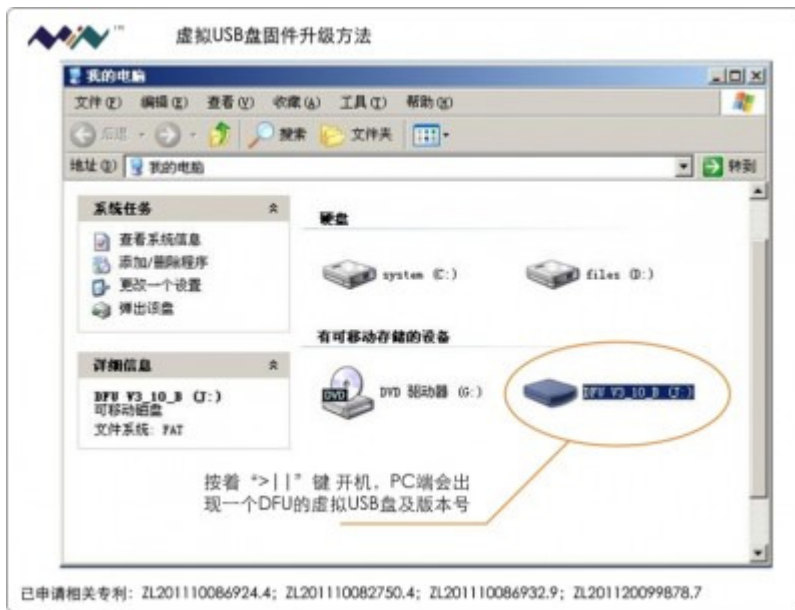 TM
虚拟USB盘固件升级方法
我的电脑
文件(F) 编辑(E) 查看(V) 收藏(A) 工具(T) 帮助(H)
后退 搜索 文件夹
地址(D) 我的电脑 转到
系统任务
查看系统信息
添加/删除程序
更改一个设置
弹出该盘
详细信息
DFU V3_10_B (J:)
可移动磁盘
文件系统: FAT
硬盘
system (C:) files (D:)
有可移动存储的设备
DVD
DVD 驱动器 (G:) DFU V3_10_B (J:)
按着“>||”键 开机，PC端会出
现一个DFU的虚拟USB盘及版本号
已申请相关专利: ZL201110086924.4; ZL201110082750.4; ZL201110086932.9; ZL201120099878.7